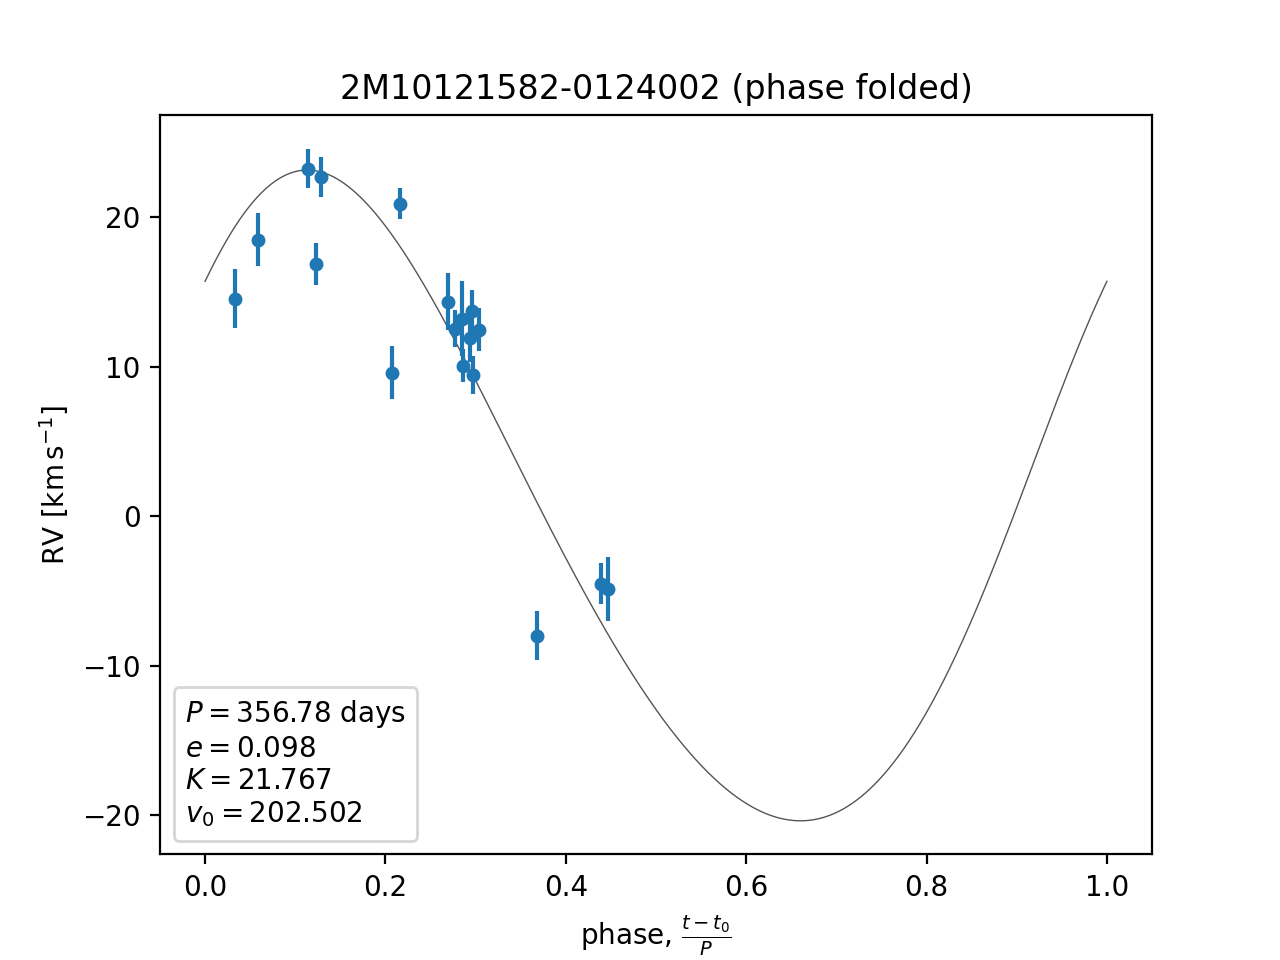 2M10121582-0124002 (phase folded)
RV [km s⁻¹]
20
10
0
−10
−20
P = 356.78 days
e = 0.098
K = 21.767
v₀ = 202.502
0.0 0.2 0.4 0.6 0.8 1.0
phase, (t − t₀)/P